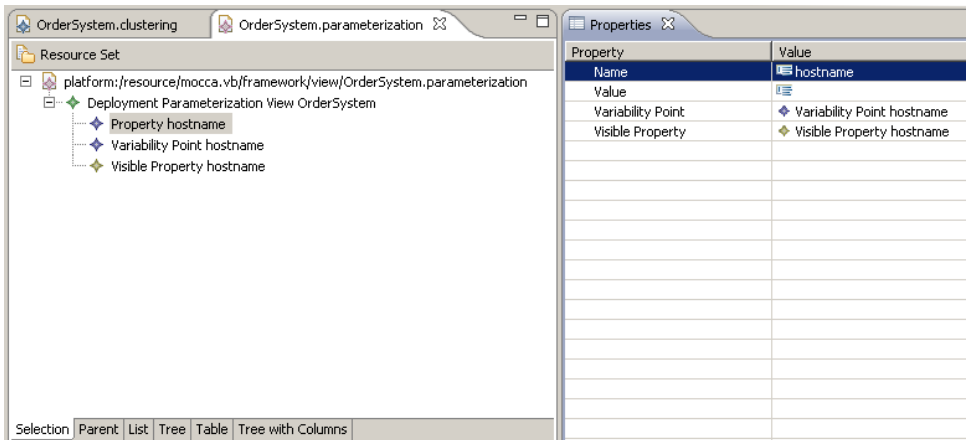 OrderSystem.clustering
OrderSystem.parameterization
Resource Set
platform:/resource/mocca.vb/framework/view/OrderSystem.parameterization
Deployment Parameterization View OrderSystem
Property hostname
Variability Point hostname
Visible Property hostname
Selection Parent List Tree Table Tree with Columns
Properties
Property Value
Name hostname
Value
Variability Point Variability Point hostname
Visible Property Visible Property hostname